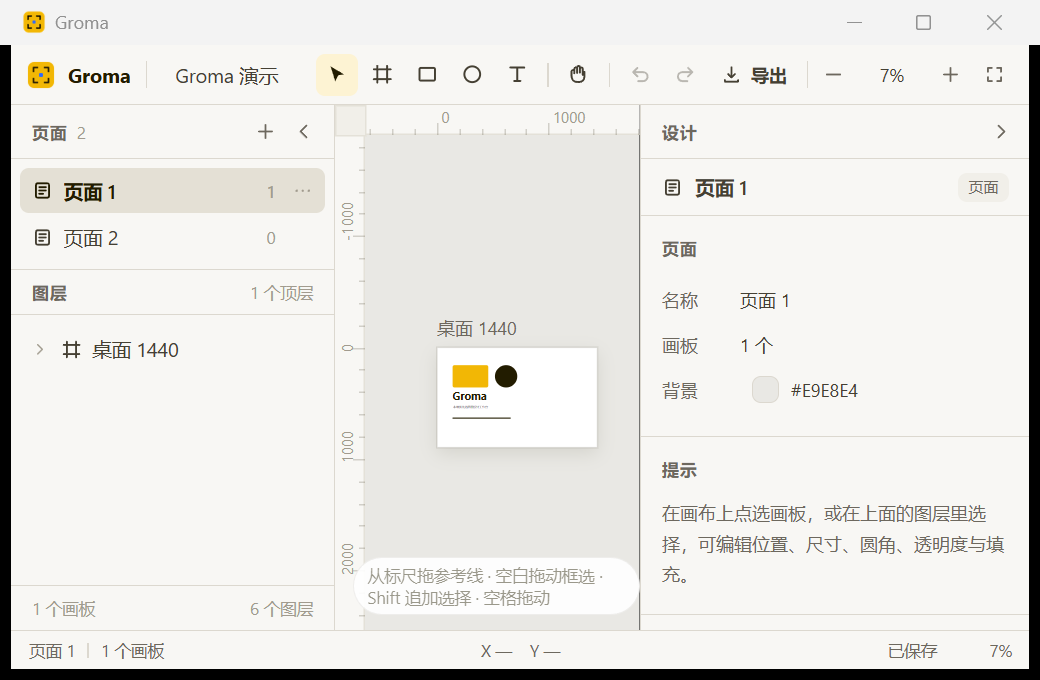 Groma
Groma
Groma 演示
导出
7%
页面 2
页面 1
1
页面 2
0
图层
1 个顶层
桌面 1440
1 个画板
6 个图层
0
1000
-1000
0
1000
2000
桌面 1440
Groma
从标尺拖参考线 · 空白拖动框选 ·
Shift 追加选择 · 空格拖动
设计
页面 1
页面
页面
名称
页面 1
画板
1 个
背景
#E9E8E4
提示
在画布上点选画板，或在上面的图层里选
择，可编辑位置、尺寸、圆角、透明度与填
充。
页面 1
1 个画板
X —
Y —
已保存
7%